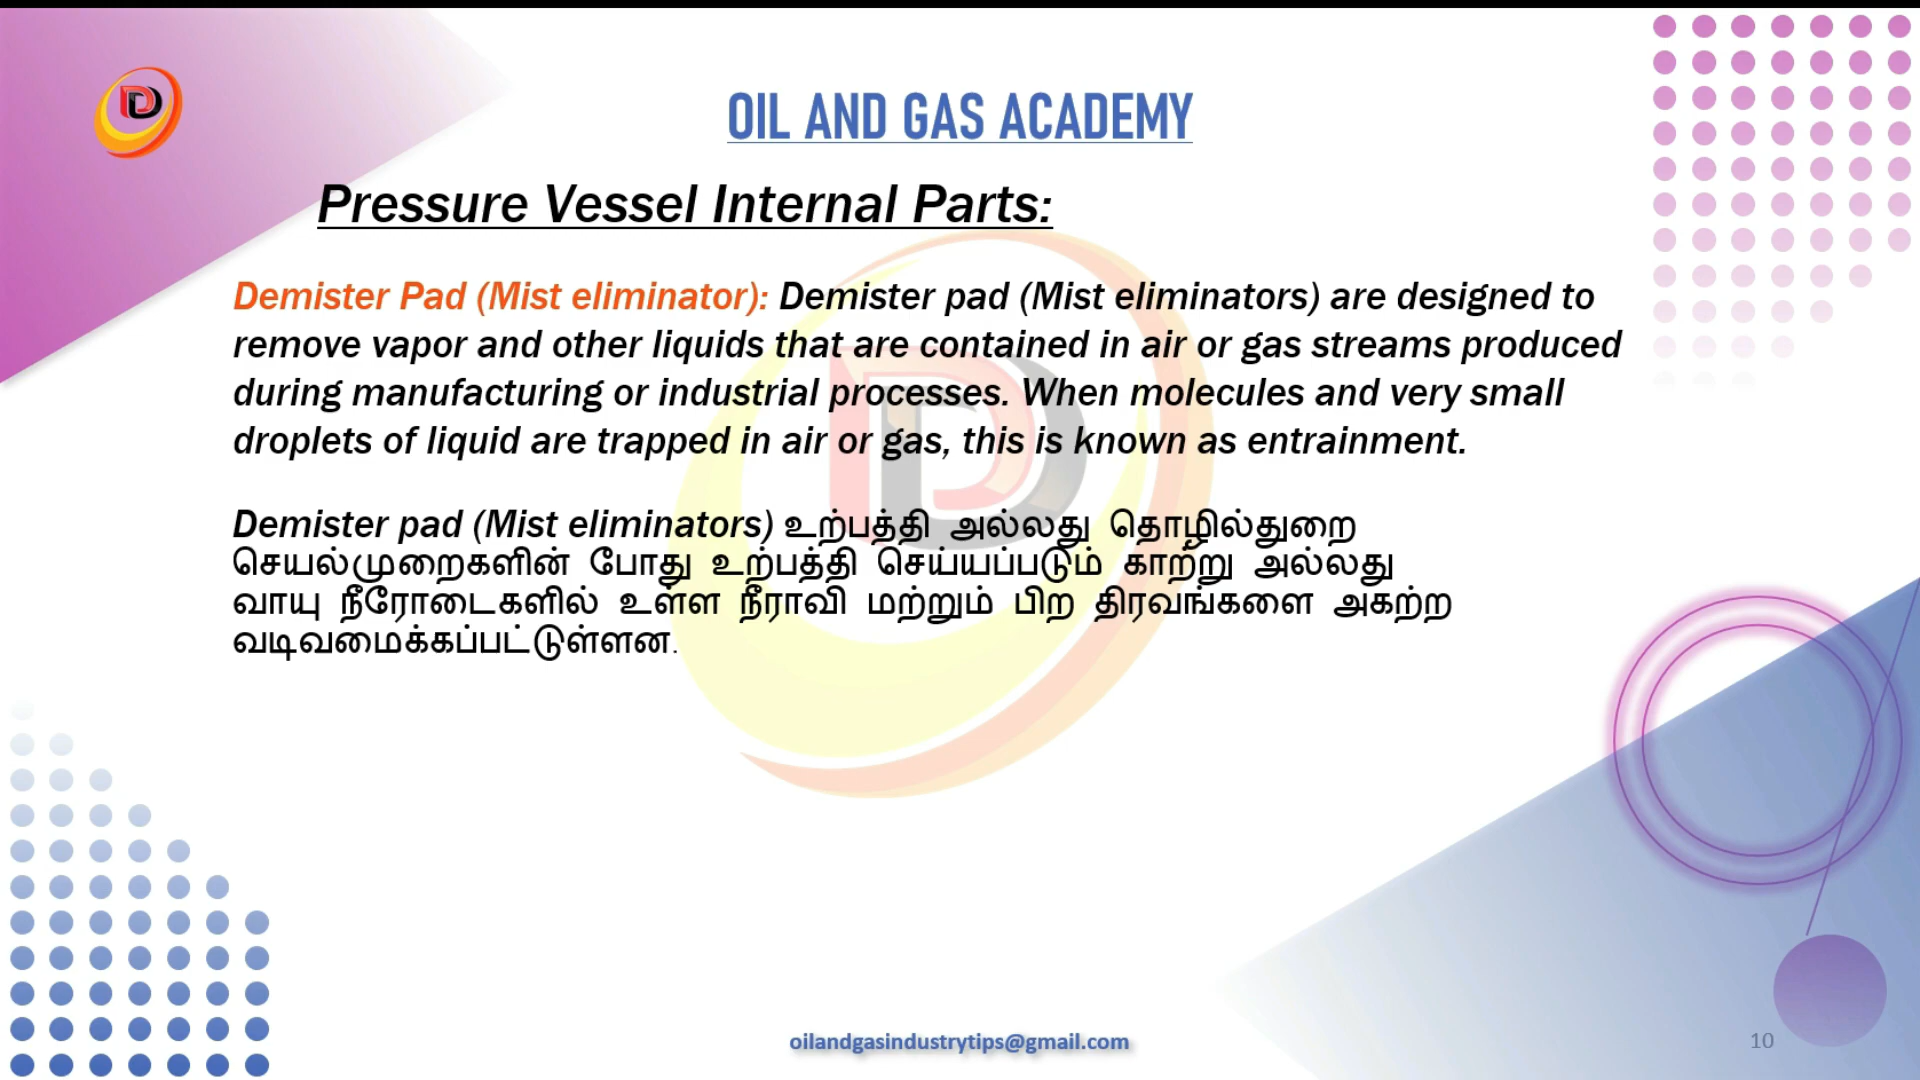 OIL AND GAS ACADEMY
Pressure Vessel Internal Parts:
Demister Pad (Mist eliminator): Demister pad (Mist eliminators) are designed to
remove vapor and other liquids that are contained in air or gas streams produced
during manufacturing or industrial processes. When molecules and very small
droplets of liquid are trapped in air or gas, this is known as entrainment.
Demister pad (Mist eliminators) உற்பத்தி அல்லது தொழில்துறை
செயல்முறைகளின் போது உற்பத்தி செய்யப்படும் காற்று அல்லது
வாயு நீரோடைகளில் உள்ள நீராவி மற்றும் பிற திரவங்களை அகற்ற
வடிவமைக்கப்பட்டுள்ளன.
oilandgasindustrytips@gmail.com
10